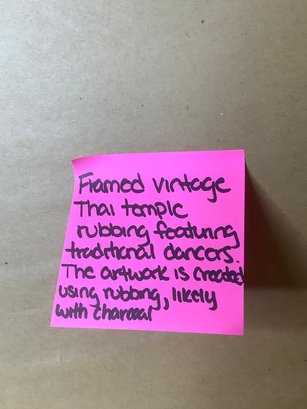 Framed vintage
Thai temple
rubbing featuring
traditional dancers.
The artwork is created
using rubbing, likely
with charcoal